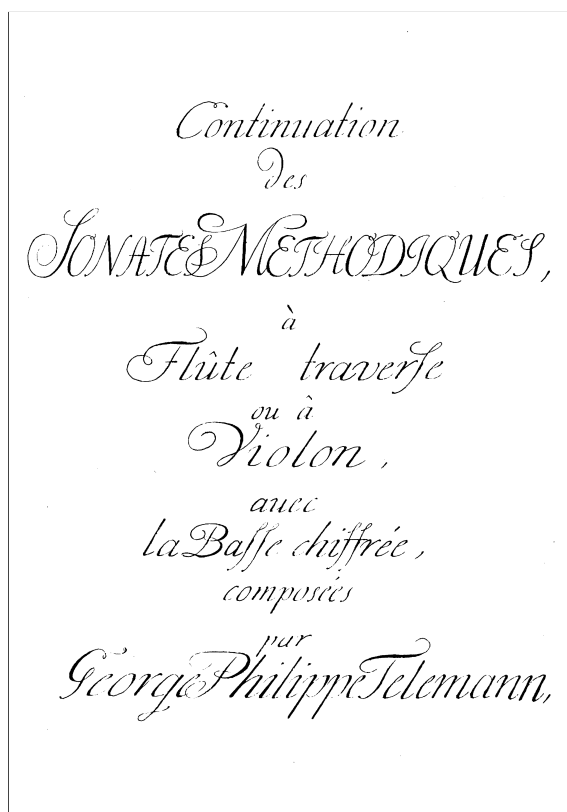 Continuation
des
SONATES METHODIQUES,
à
Flûte traverſe
ou à
Violon,
avec
la Baſſe chiffrée,
composées
par
George Philippe Telemann,